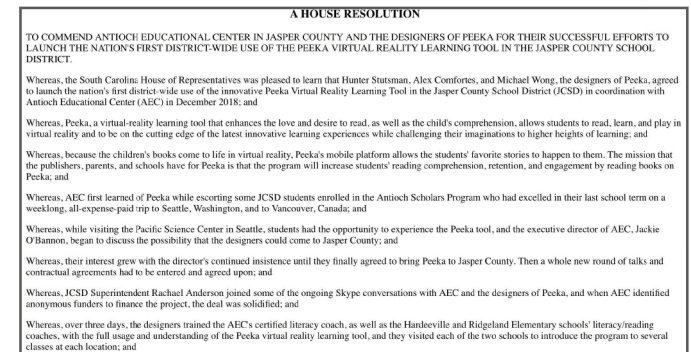 A HOUSE RESOLUTION
TO COMMEND ANTIOCH EDUCATIONAL CENTER IN JASPER COUNTY AND THE DESIGNERS OF PEEKA FOR THEIR SUCCESSFUL EFFORTS TO
LAUNCH THE NATION'S FIRST DISTRICT-WIDE USE OF THE PEEKA VIRTUAL REALITY LEARNING TOOL IN THE JASPER COUNTY SCHOOL
DISTRICT.
Whereas, the South Carolina House of Representatives was pleased to learn that Hunter Stutsman, Alex Comfortes, and Michael Wong, the designers of Peeka, agreed
to launch the nation's first district-wide use of the innovative Peeka Virtual Reality Learning Tool in the Jasper County School District (JCSD) in coordination with
Antioch Educational Center (AEC) in December 2018; and
Whereas, Peeka, a virtual-reality learning tool that enhances the love and desire to read, as well as the child's comprehension, allows students to read, learn, and play in
virtual reality and to be on the cutting edge of the latest innovative learning experiences while challenging their imaginations to higher heights of learning; and
Whereas, because the children's books come to life in virtual reality, Peeka's mobile platform allows the students' favorite stories to happen to them. The mission that
the publishers, parents, and schools have for Peeka is that the program will increase students' reading comprehension, retention, and engagement by reading books on
Peeka; and
Whereas, AEC first learned of Peeka while escorting some JCSD students enrolled in the Antioch Scholars Program who had excelled in their last school term on a
weeklong, all-expense-paid trip to Seattle, Washington, and to Vancouver, Canada; and
Whereas, while visiting the Pacific Science Center in Seattle, students had the opportunity to experience the Peeka tool, and the executive director of AEC, Jackie
O'Bannon, began to discuss the possibility that the designers could come to Jasper County; and
Whereas, their interest grew with the director's continued insistence until they finally agreed to bring Peeka to Jasper County. Then a whole new round of talks and
contractual agreements had to be entered and agreed upon; and
Whereas, JCSD Superintendent Rachael Anderson joined some of the ongoing Skype conversations with AEC and the designers of Peeka, and when AEC identified
anonymous funders to finance the project, the deal was solidified; and
Whereas, over three days, the designers trained the AEC's certified literacy coach, as well as the Hardeeville and Ridgeland Elementary schools' literacy/reading
coaches, with the full usage and understanding of the Peeka virtual reality learning tool, and they visited each of the two schools to introduce the program to several
classes at each location; and